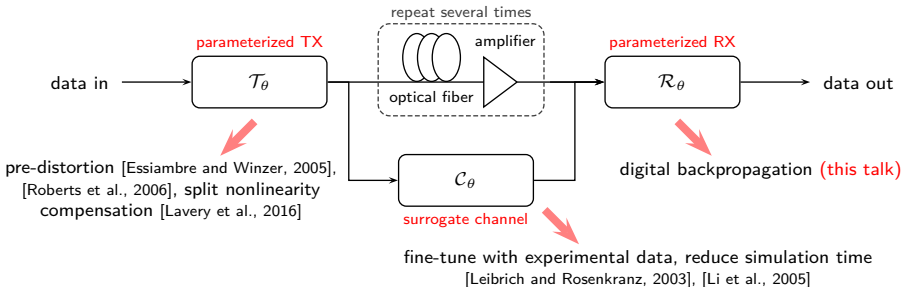 repeat several times
parameterized TX
amplifier
parameterized RX
data in
𝒯θ
optical fiber
ℛθ
data out
pre-distortion [Essiambre and Winzer, 2005],
[Roberts et al., 2006], split nonlinearity
compensation [Lavery et al., 2016]
𝒞θ
surrogate channel
digital backpropagation (this talk)
fine-tune with experimental data, reduce simulation time
[Leibrich and Rosenkranz, 2003], [Li et al., 2005]